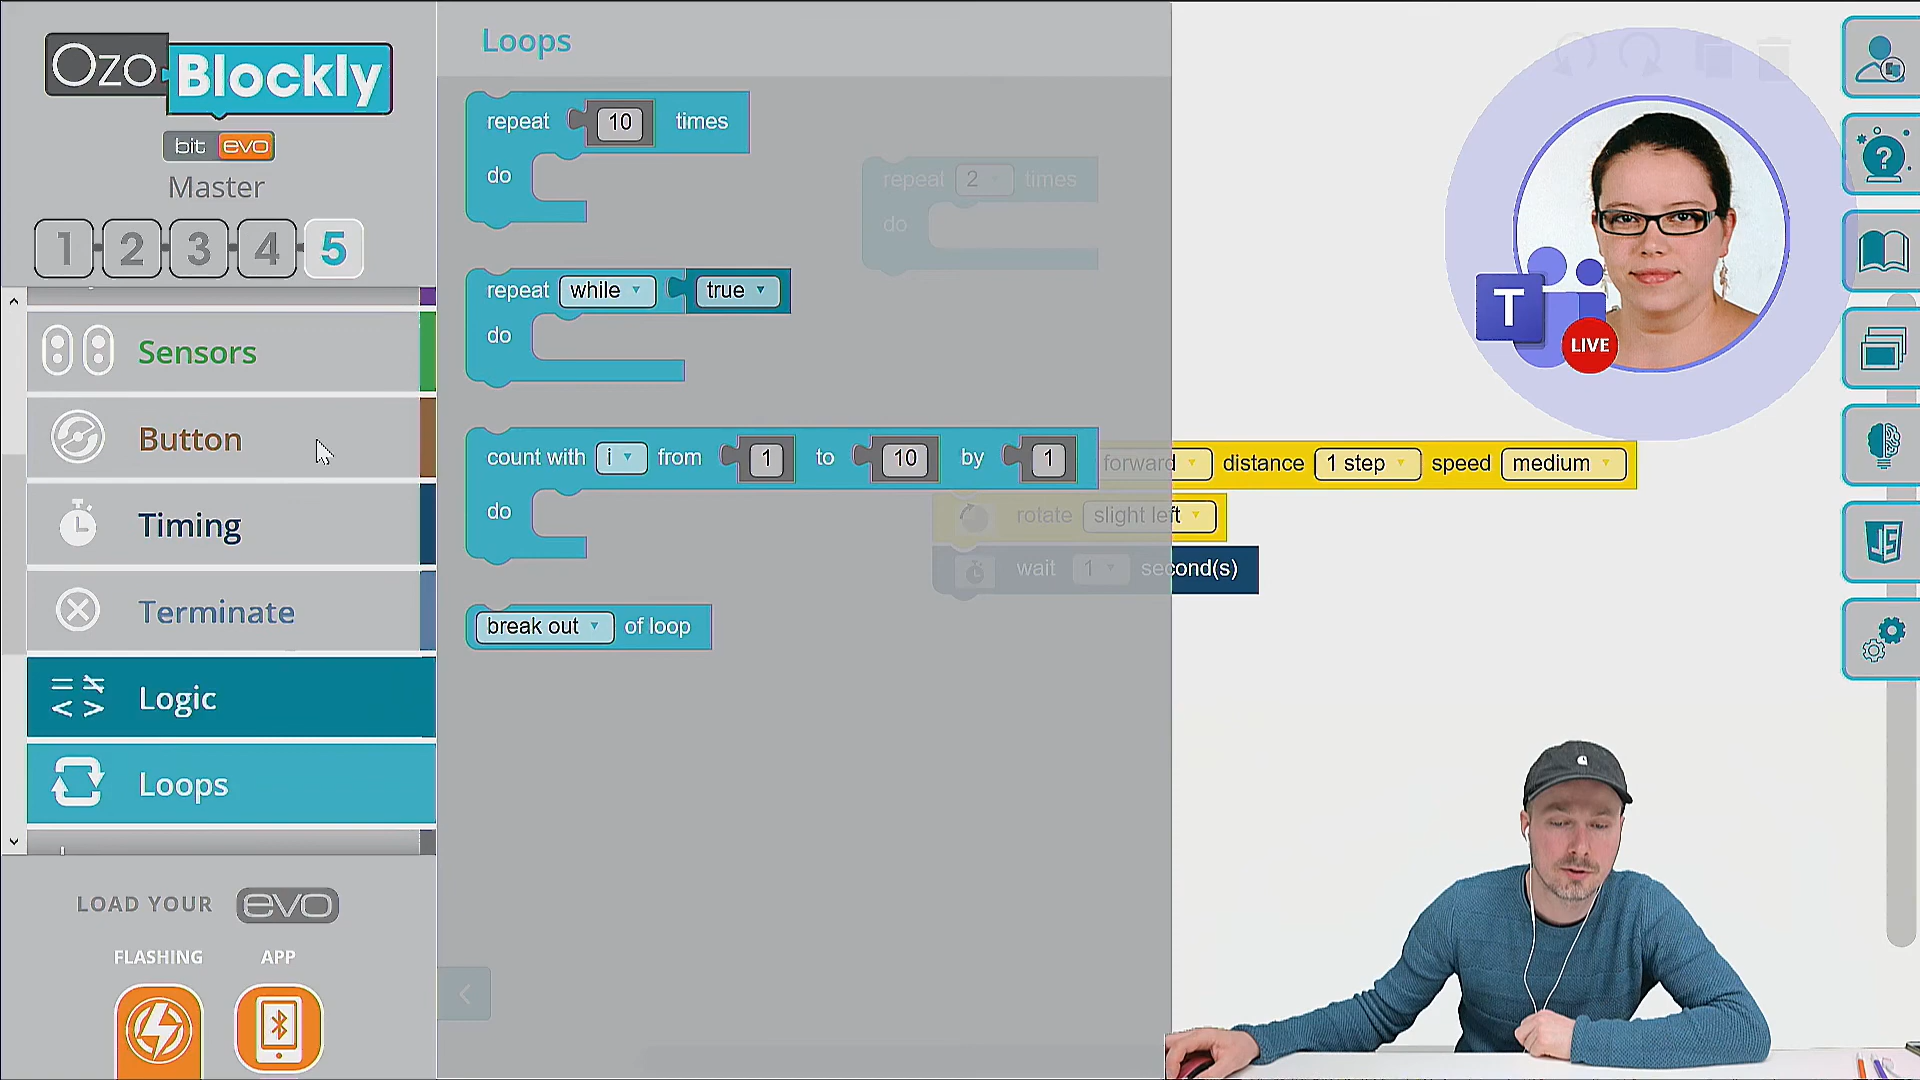 Ozo Blockly
bit evo
Master
1 2 3 4 5
Sensors
Button
Timing
Terminate
Logic
Loops
LOAD YOUR evo
FLASHING APP
Loops
repeat 10 times
do
repeat while true
do
count with i from 1 to 10 by 1
do
break out of loop
repeat 2 times
do
forward distance 1 step speed medium
rotate slight left
wait 1 second(s)
T
LIVE
?
JS